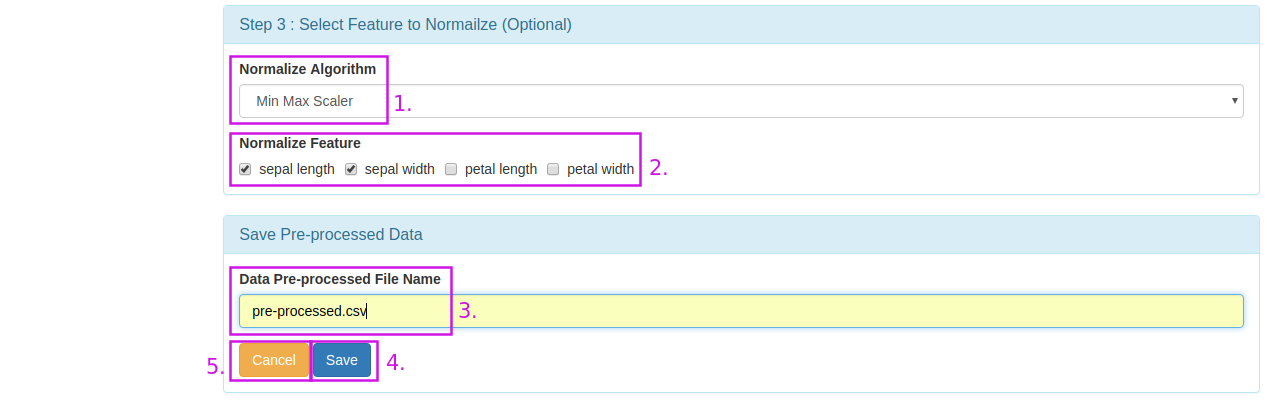 Step 3 : Select Feature to Normailze (Optional)
Normalize Algorithm
Min Max Scaler
1.
Normalize Feature
sepal length sepal width petal length petal width
2.
Save Pre-processed Data
Data Pre-processed File Name
pre-processed.csv
3.
5.
Cancel Save
4.